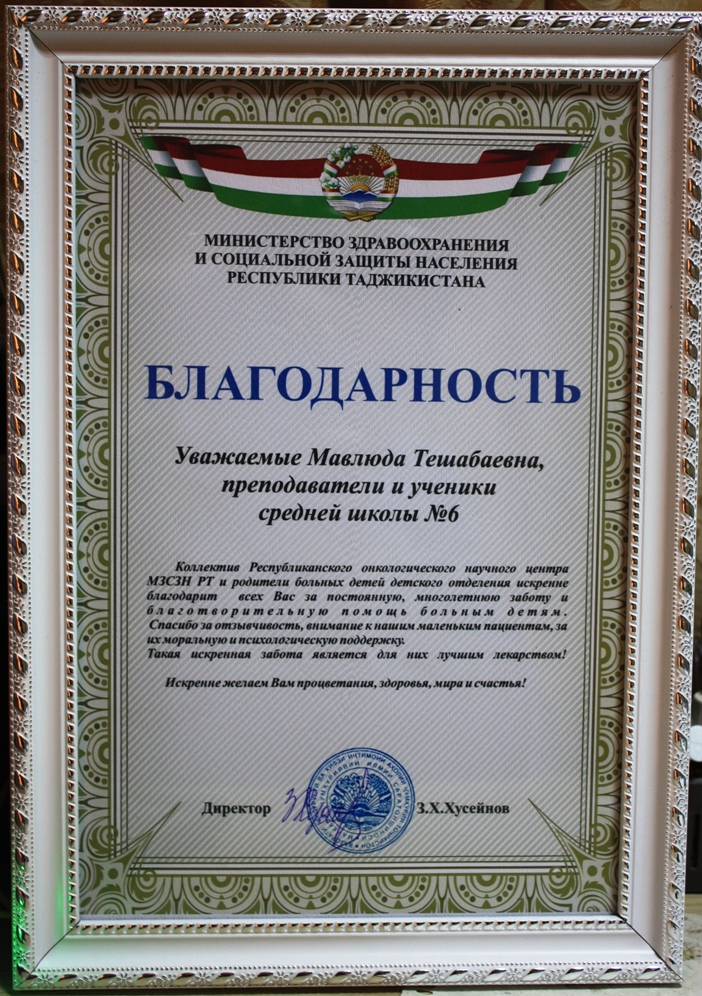 МИНИСТЕРСТВО ЗДРАВООХРАНЕНИЯ
И СОЦИАЛЬНОЙ ЗАЩИТЫ НАСЕЛЕНИЯ
РЕСПУБЛИКИ ТАДЖИКИСТАНА
БЛАГОДАРНОСТЬ
Уважаемые Мавлюда Тешабаевна,
преподаватели и ученики
средней школы №6
Коллектив Республиканского онкологического научного центра
МЗСЗН РТ и родители больных детей детского отделения искренне
благодарит всех Вас за постоянную, многолетнюю заботу и
благотворительную помощь больным детям.
Спасибо за отзывчивость, внимание к нашим маленьким пациентам, за
их моральную и психологическую поддержку.
Такая искренная забота является для них лучшим лекарством!
Искренне желаем Вам процветания, здоровья, мира и счастья!
Директор
З.Х.Хусейнов